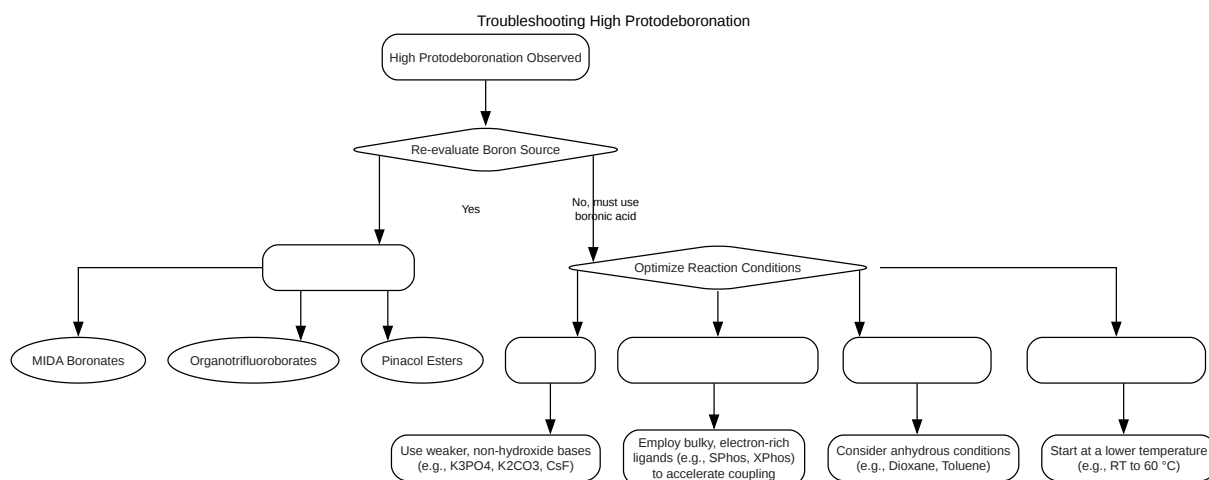 Troubleshooting High Protodeboronation
High Protodeboronation Observed
Re-evaluate Boron Source
Yes
No, must use
boronic acid
Optimize Reaction Conditions
MIDA Boronates
Organotrifluoroborates
Pinacol Esters
Use weaker, non-hydroxide bases
(e.g., K3PO4, K2CO3, CsF)
Employ bulky, electron-rich
ligands (e.g., SPhos, XPhos)
to accelerate coupling
Consider anhydrous conditions
(e.g., Dioxane, Toluene)
Start at a lower temperature
(e.g., RT to 60 °C)